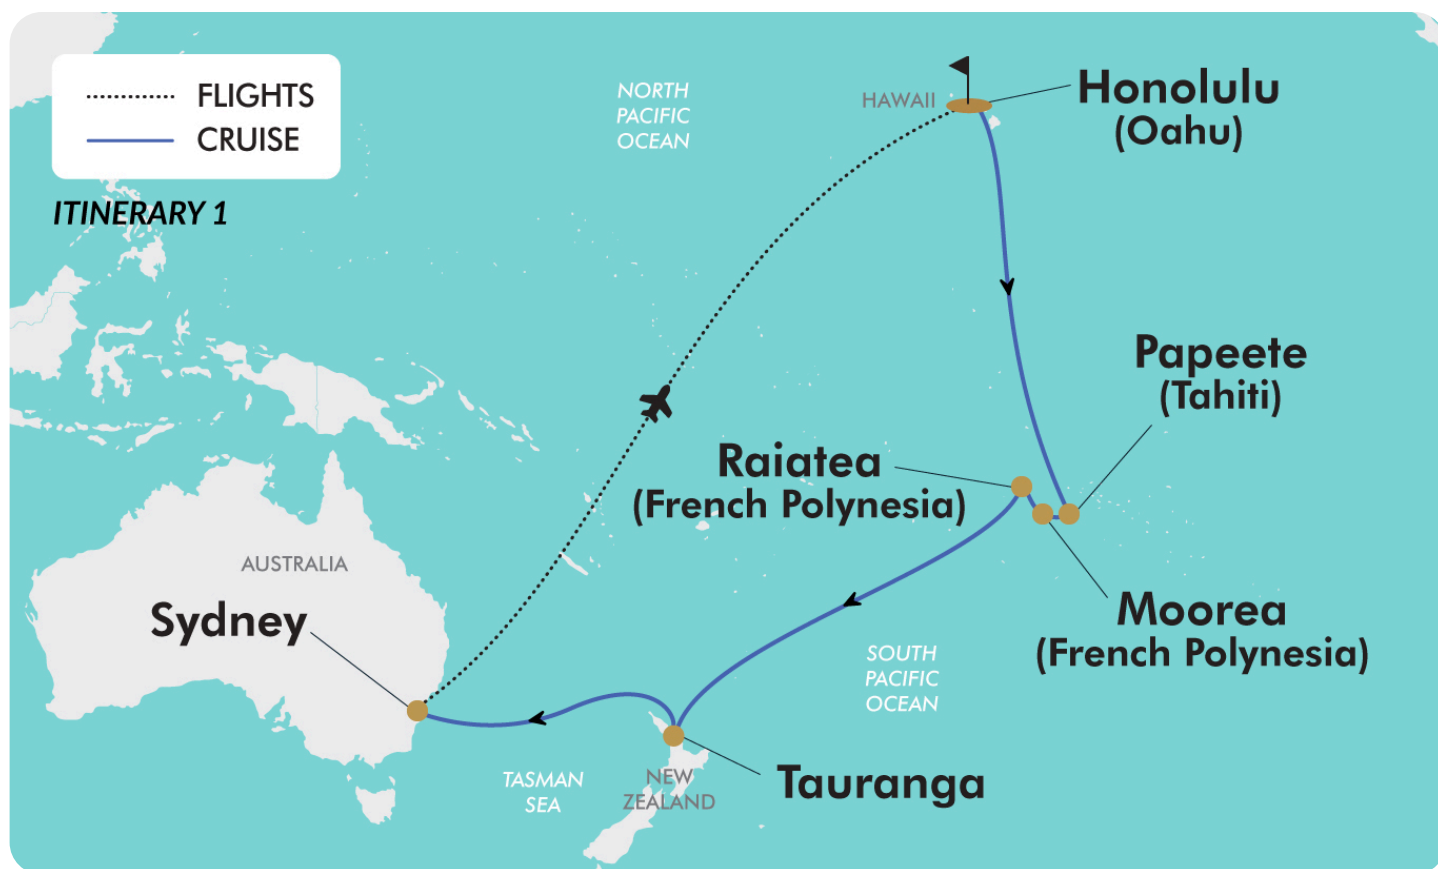 FLIGHTS
CRUISE
ITINERARY 1
NORTH
PACIFIC
OCEAN
HAWAII
Honolulu
(Oahu)
Papeete
(Tahiti)
Raiatea
(French Polynesia)
AUSTRALIA
Sydney
Moorea
(French Polynesia)
SOUTH
PACIFIC
OCEAN
TASMAN
SEA
NEW
ZEALAND
Tauranga